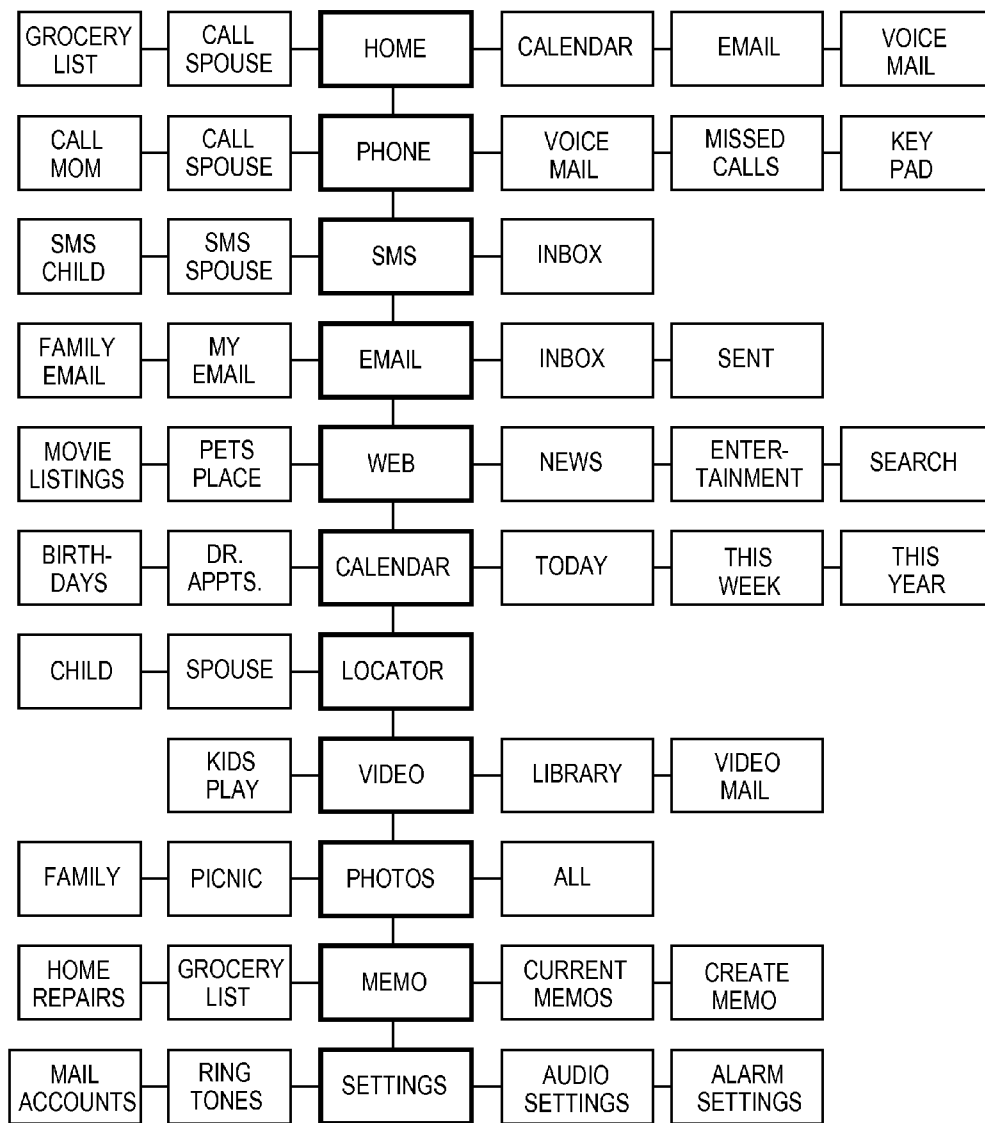 GROCERY
LIST
CALL
SPOUSE
HOME
CALENDAR
EMAIL
VOICE
MAIL
CALL
MOM
CALL
SPOUSE
PHONE
VOICE
MAIL
MISSED
CALLS
KEY
PAD
SMS
CHILD
SMS
SPOUSE
SMS
INBOX
FAMILY
EMAIL
MY
EMAIL
EMAIL
INBOX
SENT
MOVIE
LISTINGS
PETS
PLACE
WEB
NEWS
ENTER-
TAINMENT
SEARCH
BIRTH-
DAYS
DR.
APPTS.
CALENDAR
TODAY
THIS
WEEK
THIS
YEAR
CHILD
SPOUSE
LOCATOR
KIDS
PLAY
VIDEO
LIBRARY
VIDEO
MAIL
FAMILY
PICNIC
PHOTOS
ALL
HOME
REPAIRS
GROCERY
LIST
MEMO
CURRENT
MEMOS
CREATE
MEMO
MAIL
ACCOUNTS
RING
TONES
SETTINGS
AUDIO
SETTINGS
ALARM
SETTINGS